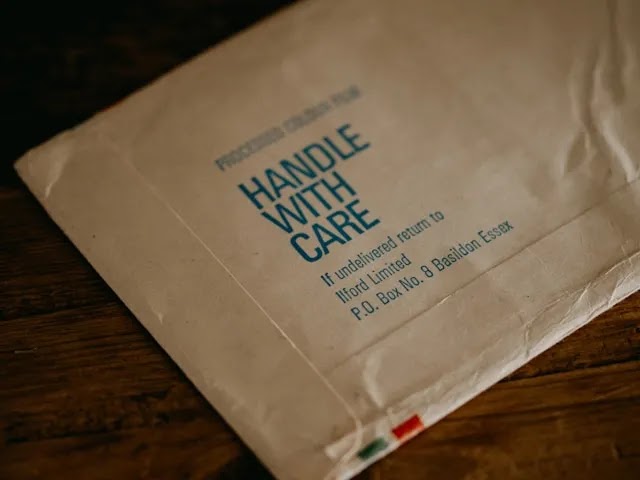 PROCESSED COLOUR FILM
HANDLE
WITH
CARE
If undelivered return to
Ilford Limited
P.O. Box No. 8 Basildon Essex